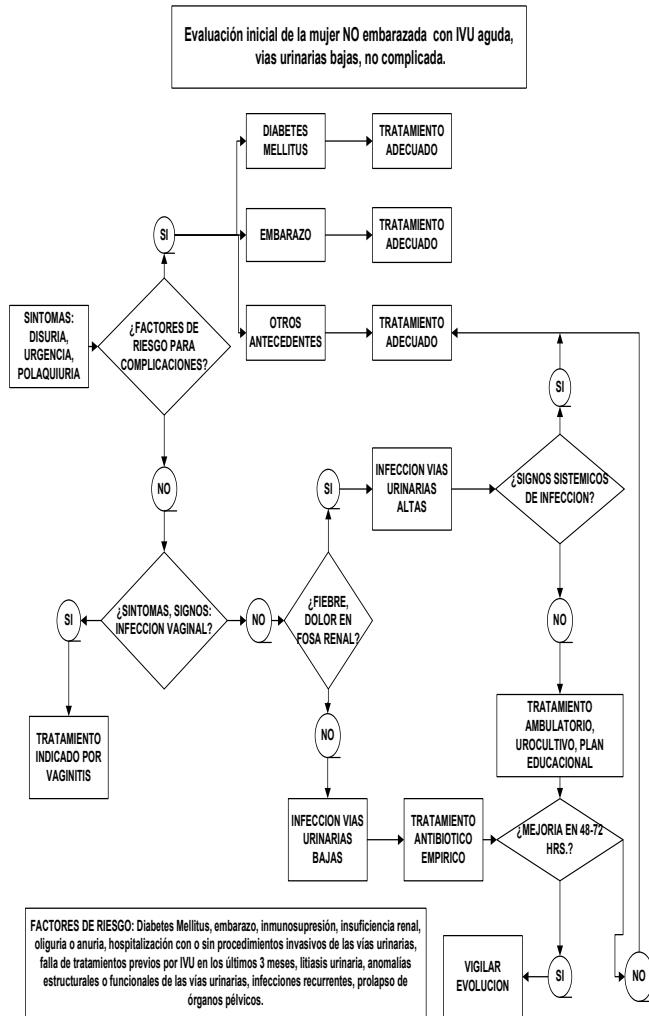 Evaluación inicial de la mujer NO embarazada con IVU aguda,
vias urinarias bajas, no complicada.
DIABETES
MELLITUS
TRATAMIENTO
ADECUADO
SI
EMBARAZO
TRATAMIENTO
ADECUADO
SINTOMAS:
DISURIA,
URGENCIA,
POLAQUIURIA
¿FACTORES DE
RIESGO PARA
COMPLICACIONES?
OTROS
ANTECEDENTES
TRATAMIENTO
ADECUADO
SI
NO
SI
INFECCION VIAS
URINARIAS
ALTAS
¿SIGNOS SISTEMICOS
DE INFECCION?
SI
¿SINTOMAS, SIGNOS:
INFECCION VAGINAL?
NO
¿FIEBRE,
DOLOR EN
FOSA RENAL?
NO
TRATAMIENTO
INDICADO POR
VAGINITIS
NO
TRATAMIENTO
AMBULATORIO,
UROCULTIVO, PLAN
EDUCACIONAL
INFECCION VIAS
URINARIAS
BAJAS
TRATAMIENTO
ANTIBIOTICO
EMPIRICO
¿MEJORIA EN 48-72
HRS.?
FACTORES DE RIESGO: Diabetes Mellitus, embarazo, inmunosupresión, insuficiencia renal,
oliguria o anuria, hospitalización con o sin procedimientos invasivos de las vías urinarias,
falla de tratamientos previos por IVU en los últimos 3 meses, litiasis urinaria, anomalías
estructurales o funcionales de las vías urinarias, infecciones recurrentes, prolapso de
órganos pélvicos.
VIGILAR
EVOLUCION
SI
NO